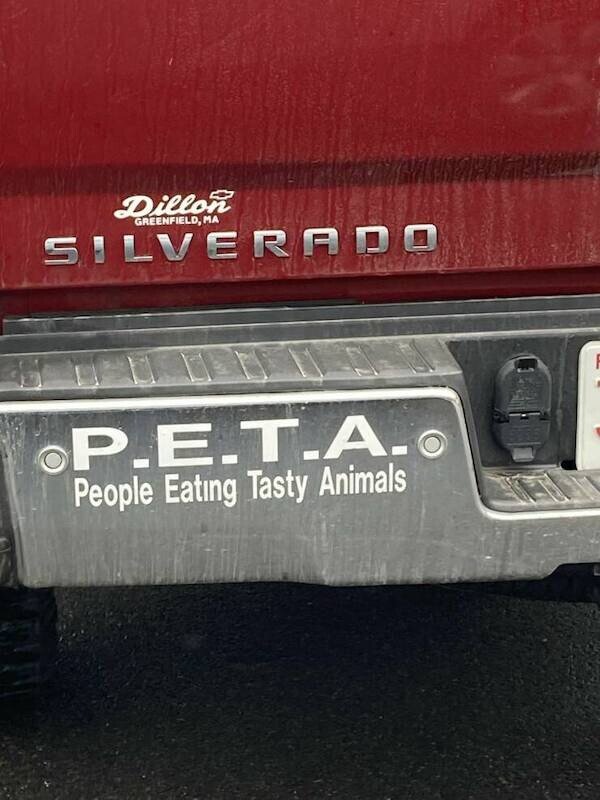 Dillon
GREENFIELD, MA
SILVERADO
P.E.T.A.
People Eating Tasty Animals